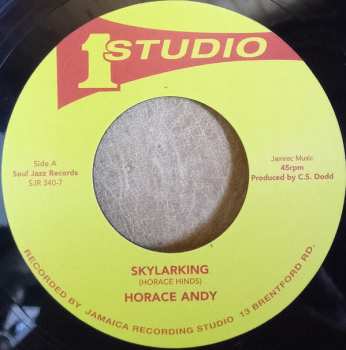 1 STUDIO
Side A
Soul Jazz Records
SJR 340-7
Jamrec Music
45rpm
Produced by C.S. Dodd
SKYLARKING
(HORACE HINDS)
HORACE ANDY
RECORDED BY JAMAICA RECORDING STUDIO 13 BRENTFORD RD.